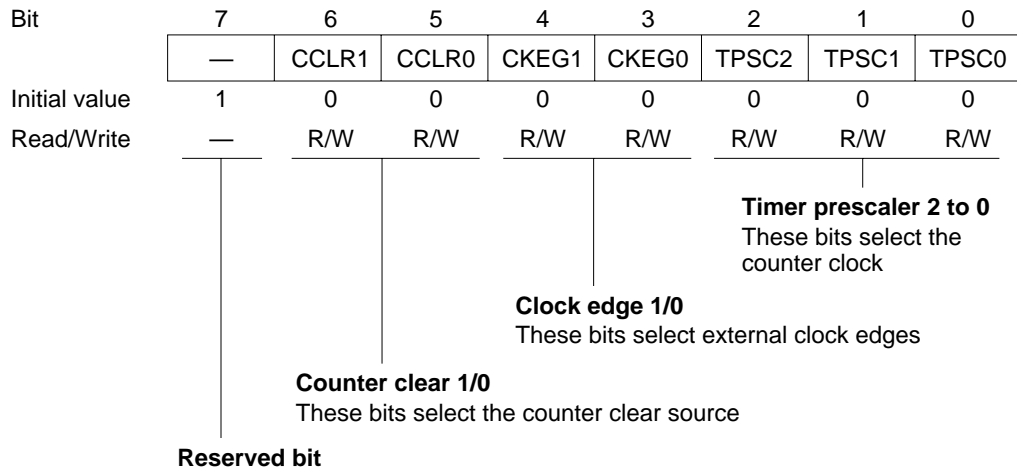 Bit 7 6 5 4 3 2 1 0
— CCLR1 CCLR0 CKEG1 CKEG0 TPSC2 TPSC1 TPSC0
Initial value 1 0 0 0 0 0 0 0
Read/Write — R/W R/W R/W R/W R/W R/W R/W
Timer prescaler 2 to 0
These bits select the
counter clock
Clock edge 1/0
These bits select external clock edges
Counter clear 1/0
These bits select the counter clear source
Reserved bit